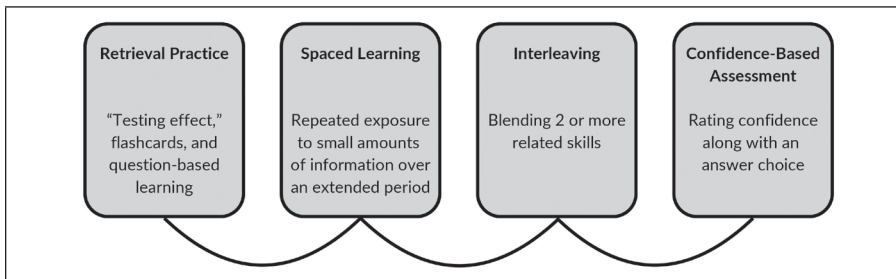 Retrieval Practice
"Testing effect,"
flashcards, and
question-based
learning
Spaced Learning
Repeated exposure
to small amounts
of information over
an extended period
Interleaving
Blending 2 or more
related skills
Confidence-Based
Assessment
Rating confidence
along with an
answer choice